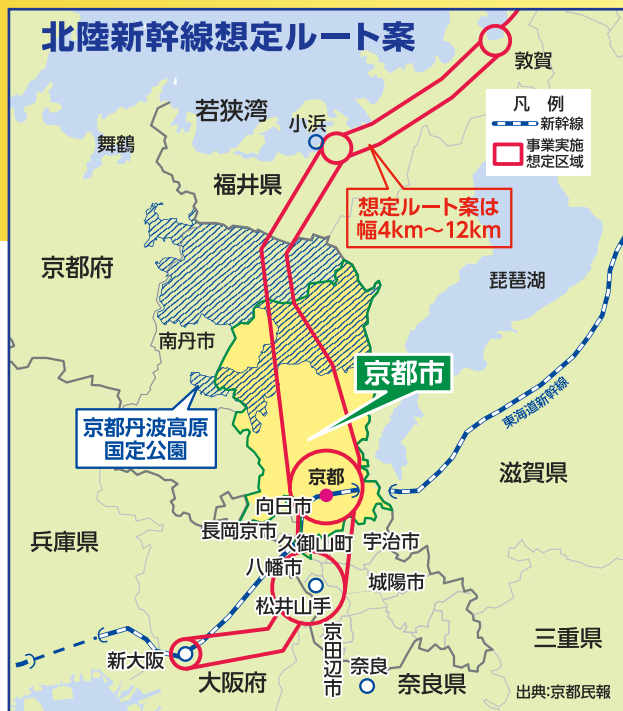 北陸新幹線想定ルート案
敦賀
若狭湾
凡 例
新幹線
事業実施
想定区域
小浜
舞鶴
福井県
想定ルート案は
幅4km〜12km
京都府
琵琶湖
南丹市
京都市
東海道新幹線
京都丹波高原
国定公園
滋賀県
京都
向日市
長岡京市
兵庫県
久御山町
宇治市
八幡市
城陽市
松井山手
京田辺市
三重県
新大阪
奈良
大阪府
奈良県
出典:京都民報